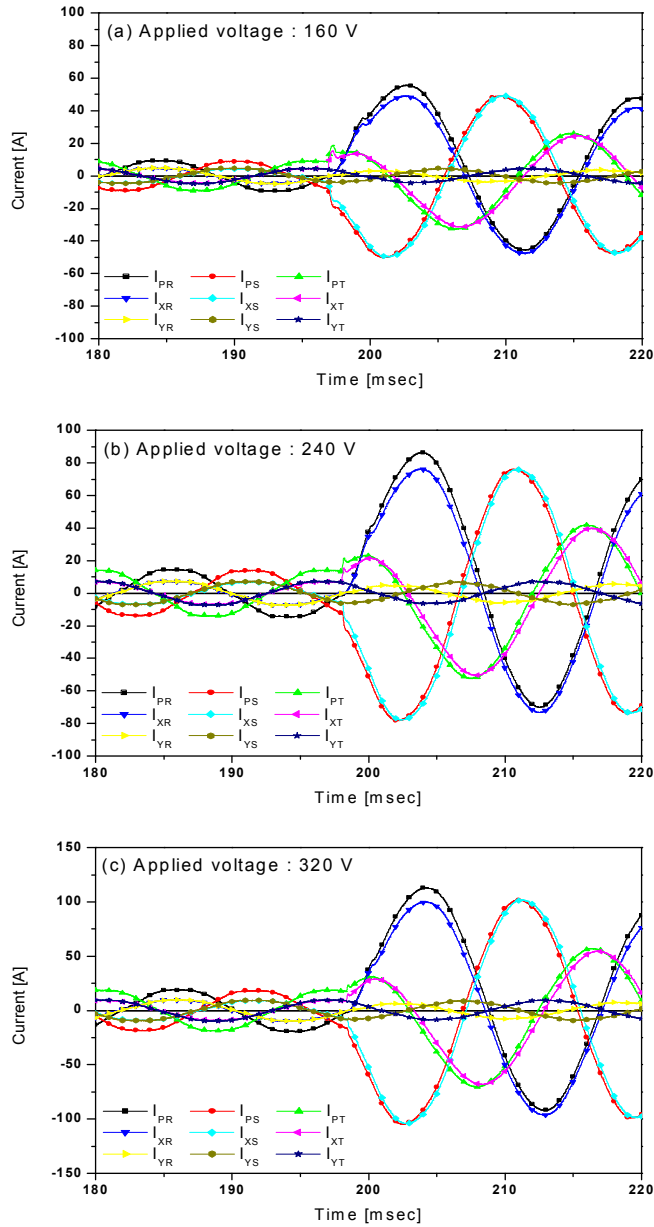 (a) Applied voltage : 160 V
100
80
60
40
20
0
-20
-40
-60
-80
-100
Current [A]
I_PR I_PS I_PT
I_XR I_XS I_XT
I_YR I_YS I_YT
180 190 200 210 220
Time [msec]
(b) Applied voltage : 240 V
100
80
60
40
20
0
-20
-40
-60
-80
-100
Current [A]
I_PR I_PS I_PT
I_XR I_XS I_XT
I_YR I_YS I_YT
180 190 200 210 220
Time [msec]
(c) Applied voltage : 320 V
150
100
50
0
-50
-100
-150
Current [A]
I_PR I_PS I_PT
I_XR I_XS I_XT
I_YR I_YS I_YT
180 190 200 210 220
Time [msec]